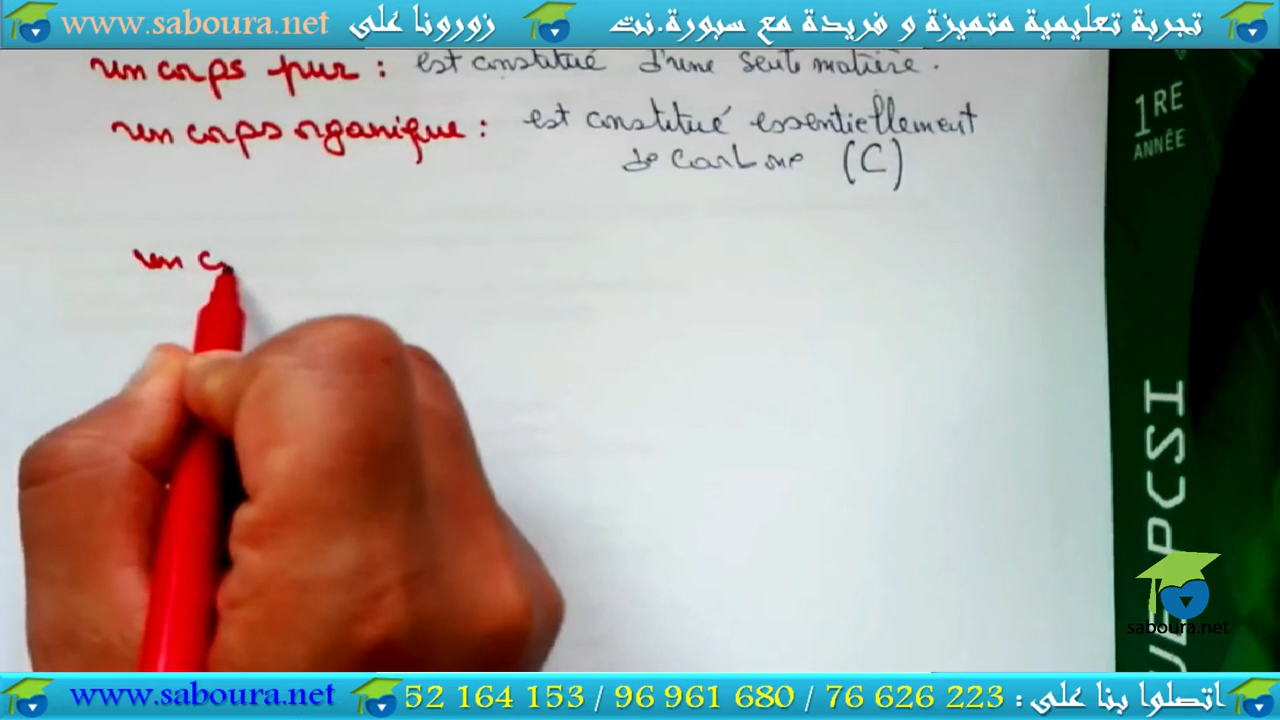 www.saboura.net زورونا على تجربة تعليمية متميزة و فريدة مع سبورة.نت
un corps pur : est constitué d'une seule matière.
un corps organique : est constitué essentiellement
de carbone (C)
un c
1RE
ANNÉE
PCSI
saboura.net
www.saboura.net 52 164 153 / 96 961 680 / 76 626 223 : اتصلوا بنا على